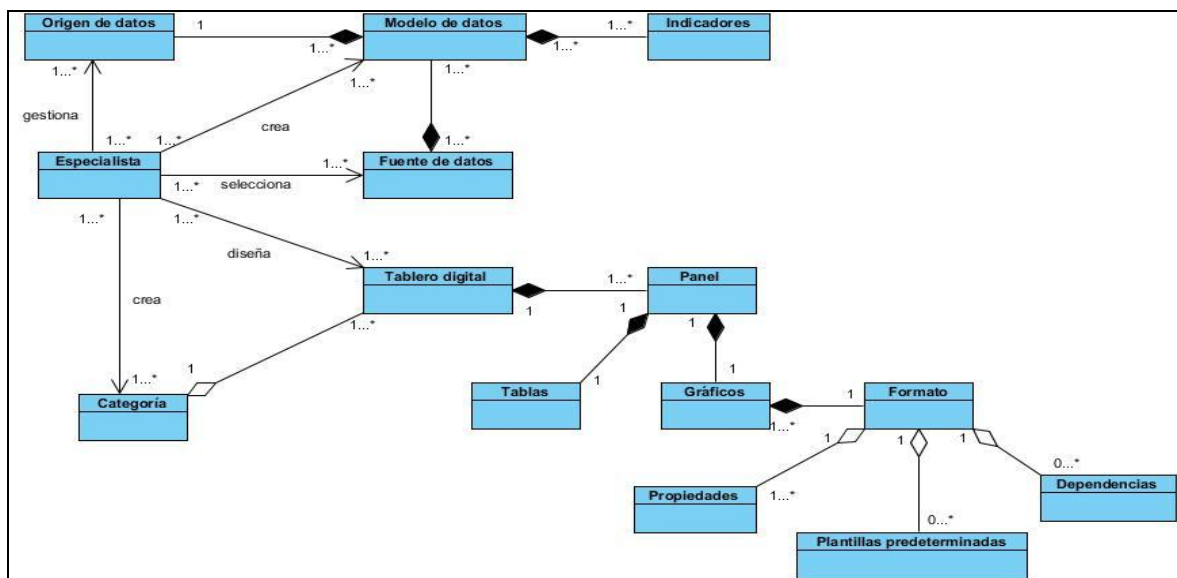 Origen de datos
1
1...*
Modelo de datos
1...*
1...*
Indicadores
1...*
1...*
1...*
gestiona
crea
1...*
1...*
1...*
Especialista
1...*
Fuente de datos
1...*
selecciona
1...*
1...*
diseña
1...*
crea
Tablero digital
1...*
Panel
1
1...*
1
1
1...*
1
1
1
Categoría
Tablas
Gráficos
1
Formato
1...*
1
1
1
0...*
Propiedades
1...*
Dependencias
0...*
Plantillas predeterminadas